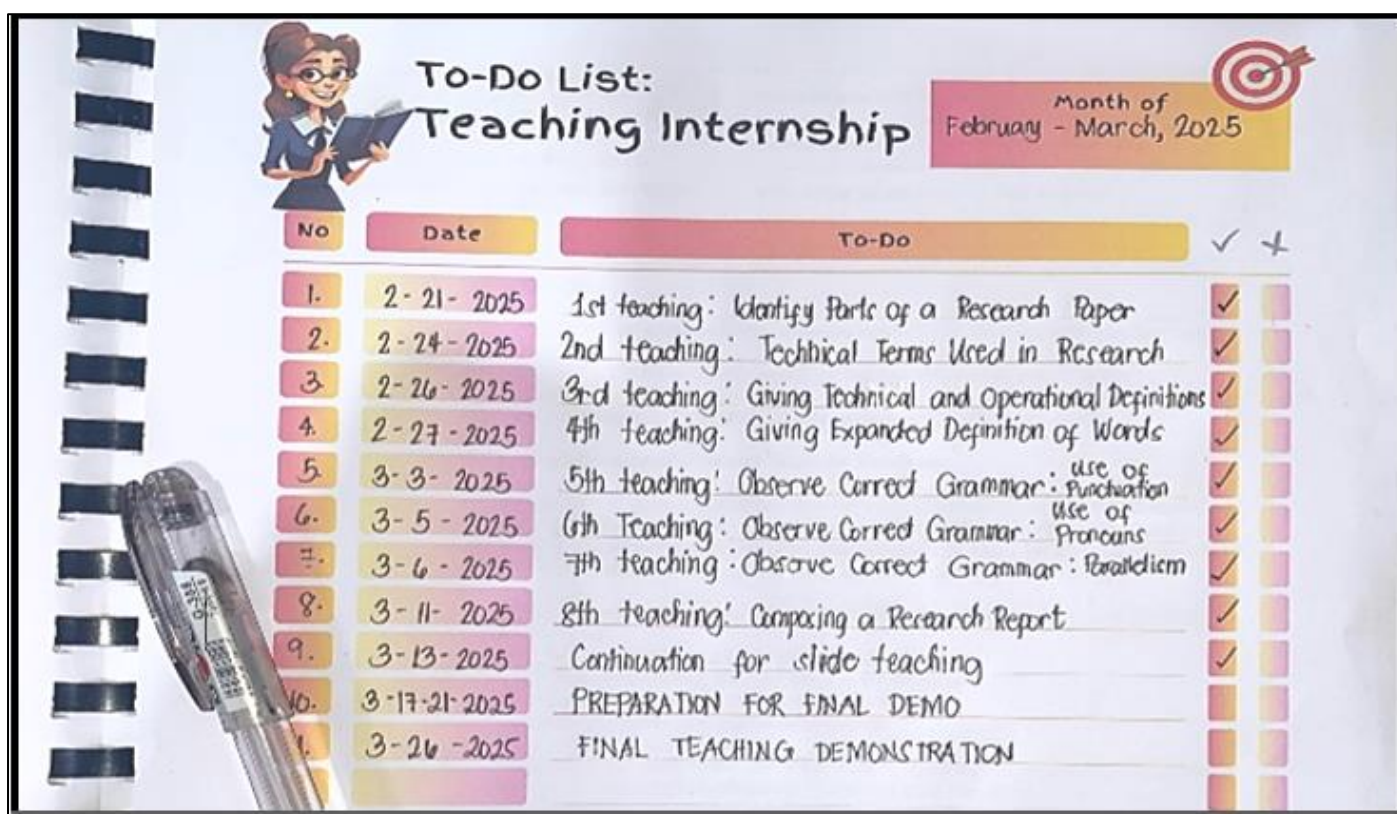 To-Do List:
Teaching Internship
Month of
February - March, 2025
No Date To-Do ✓ ✗
1. 2-21-2025 1st teaching: Identify Parts of a Research Paper ✓
2. 2-24-2025 2nd teaching: Techhical Terms Used in Research ✓
3. 2-26-2025 3rd teaching: Giving Technical and Operational Definitions ✓
4. 2-27-2025 4th teaching: Giving Expanded Definition of Words ✓
5. 3-3-2025 5th teaching: Observe Correct Grammar: use of Punctuation ✓
6. 3-5-2025 6th Teaching: Observe Correct Grammar: use of Pronouns ✓
7. 3-6-2025 7th teaching: Observe Correct Grammar: Parallelism ✓
8. 3-11-2025 8th teaching: Composing a Research Report ✓
9. 3-13-2025 Continuation for slide teaching ✓
10. 3-17-21-2025 PREPARATION FOR FINAL DEMO
1. 3-26-2025 FINAL TEACHING DEMONSTRATION